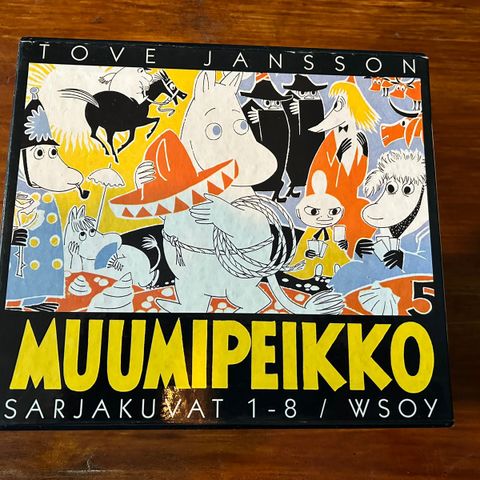 TOVE JANSSON
5
MUUMIPEIKKO
SARJAKUVAT 1-8 / WSOY